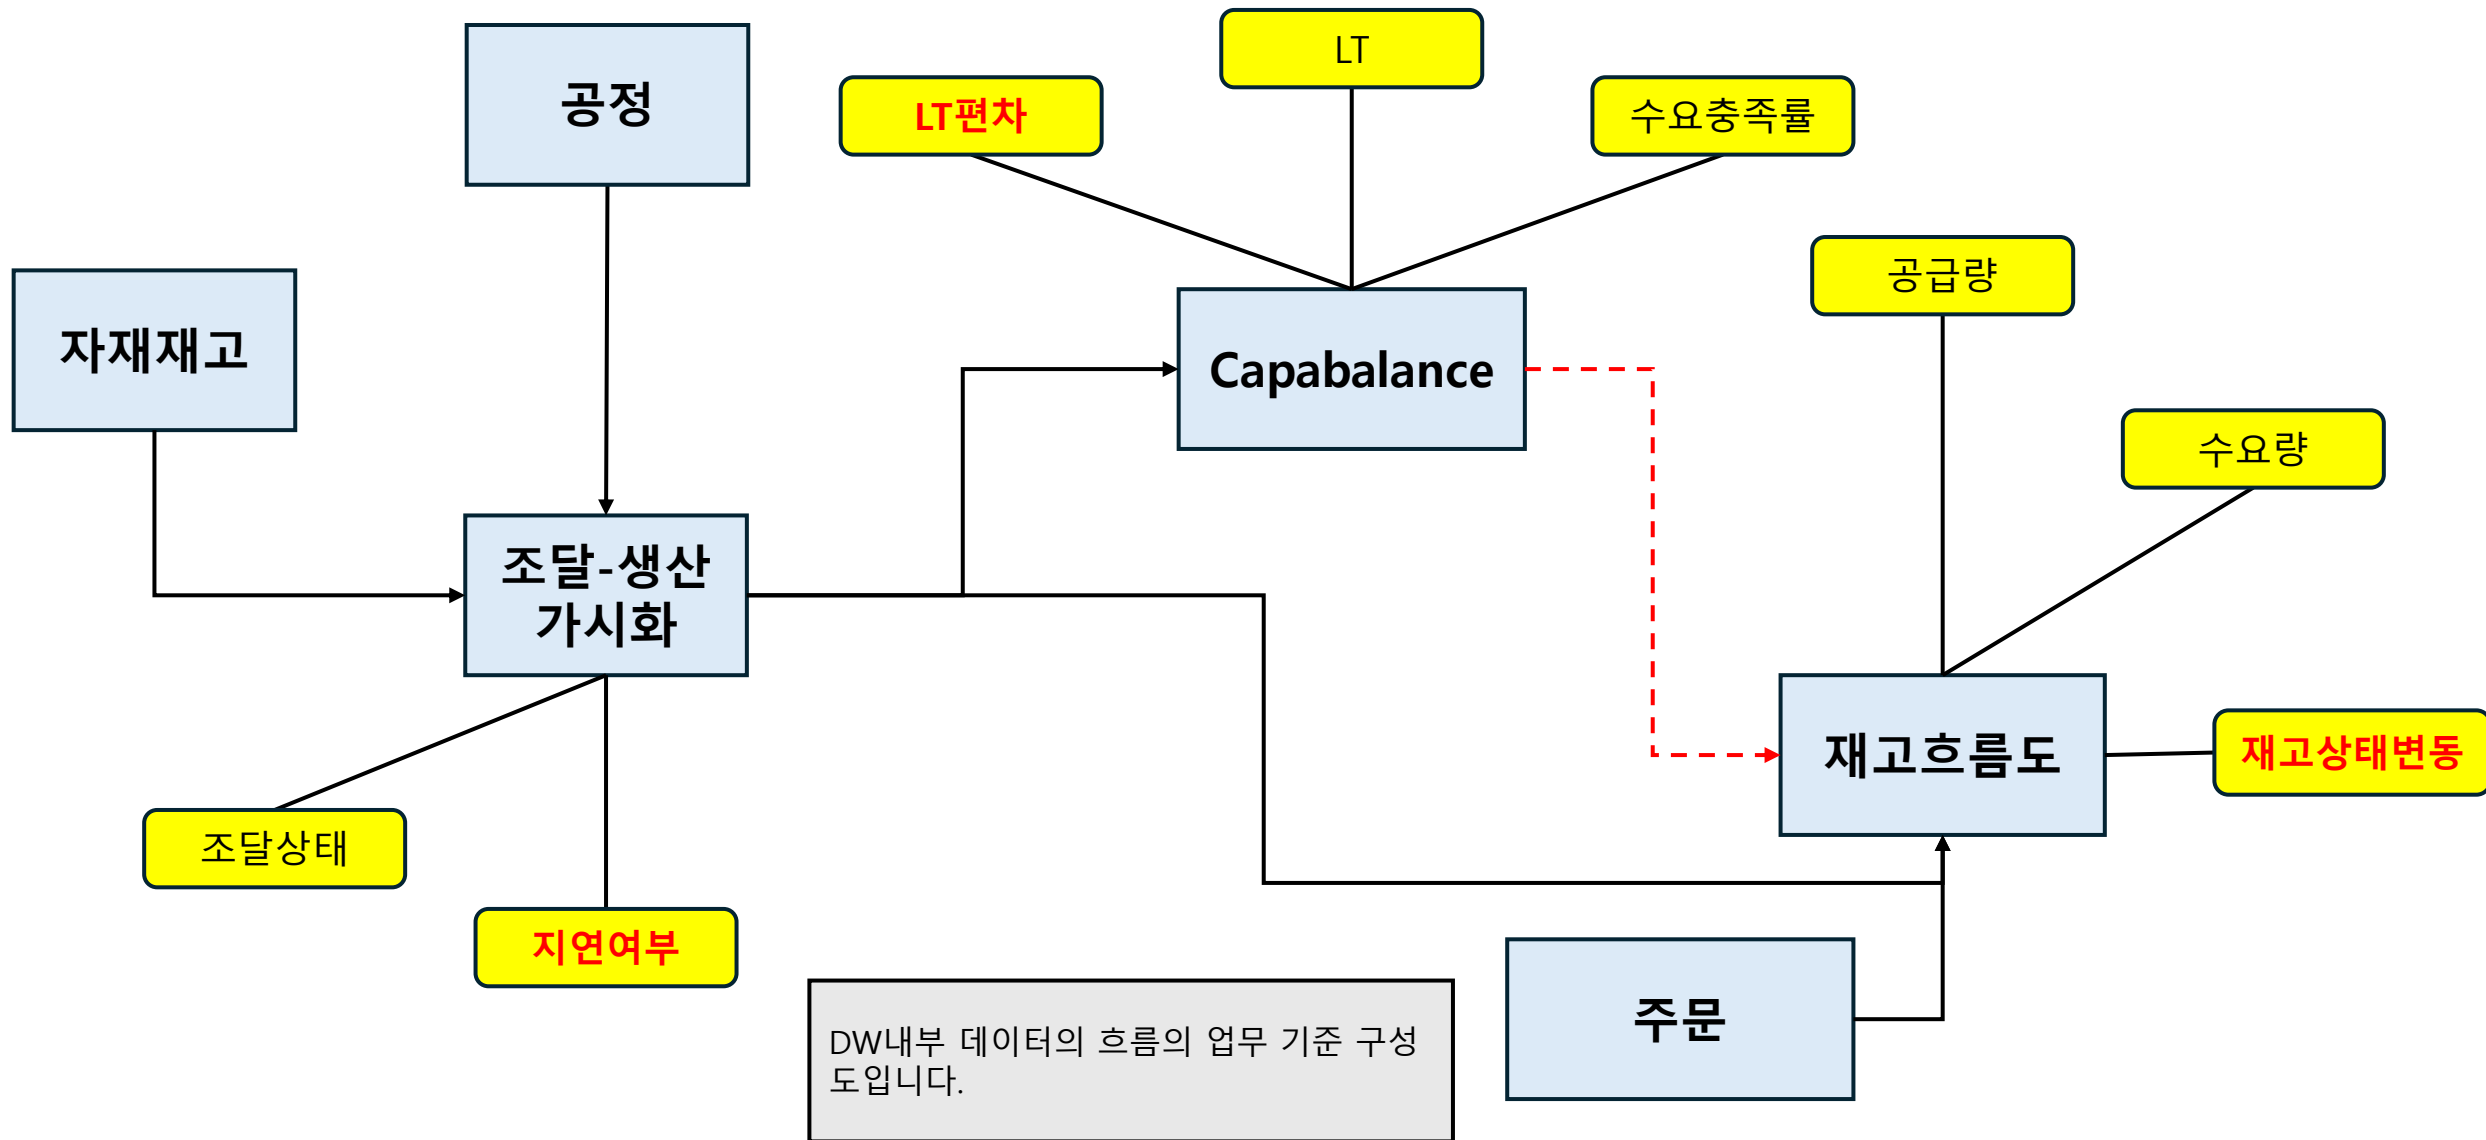 공정
LT
LT편차
수요충족률
공급량
자재재고
Capabalance
수요량
조달-생산
가시화
재고흐름도
재고상태변동
조달상태
지연여부
주문
DW내부 데이터의 흐름의 업무 기준 구성
도입니다.